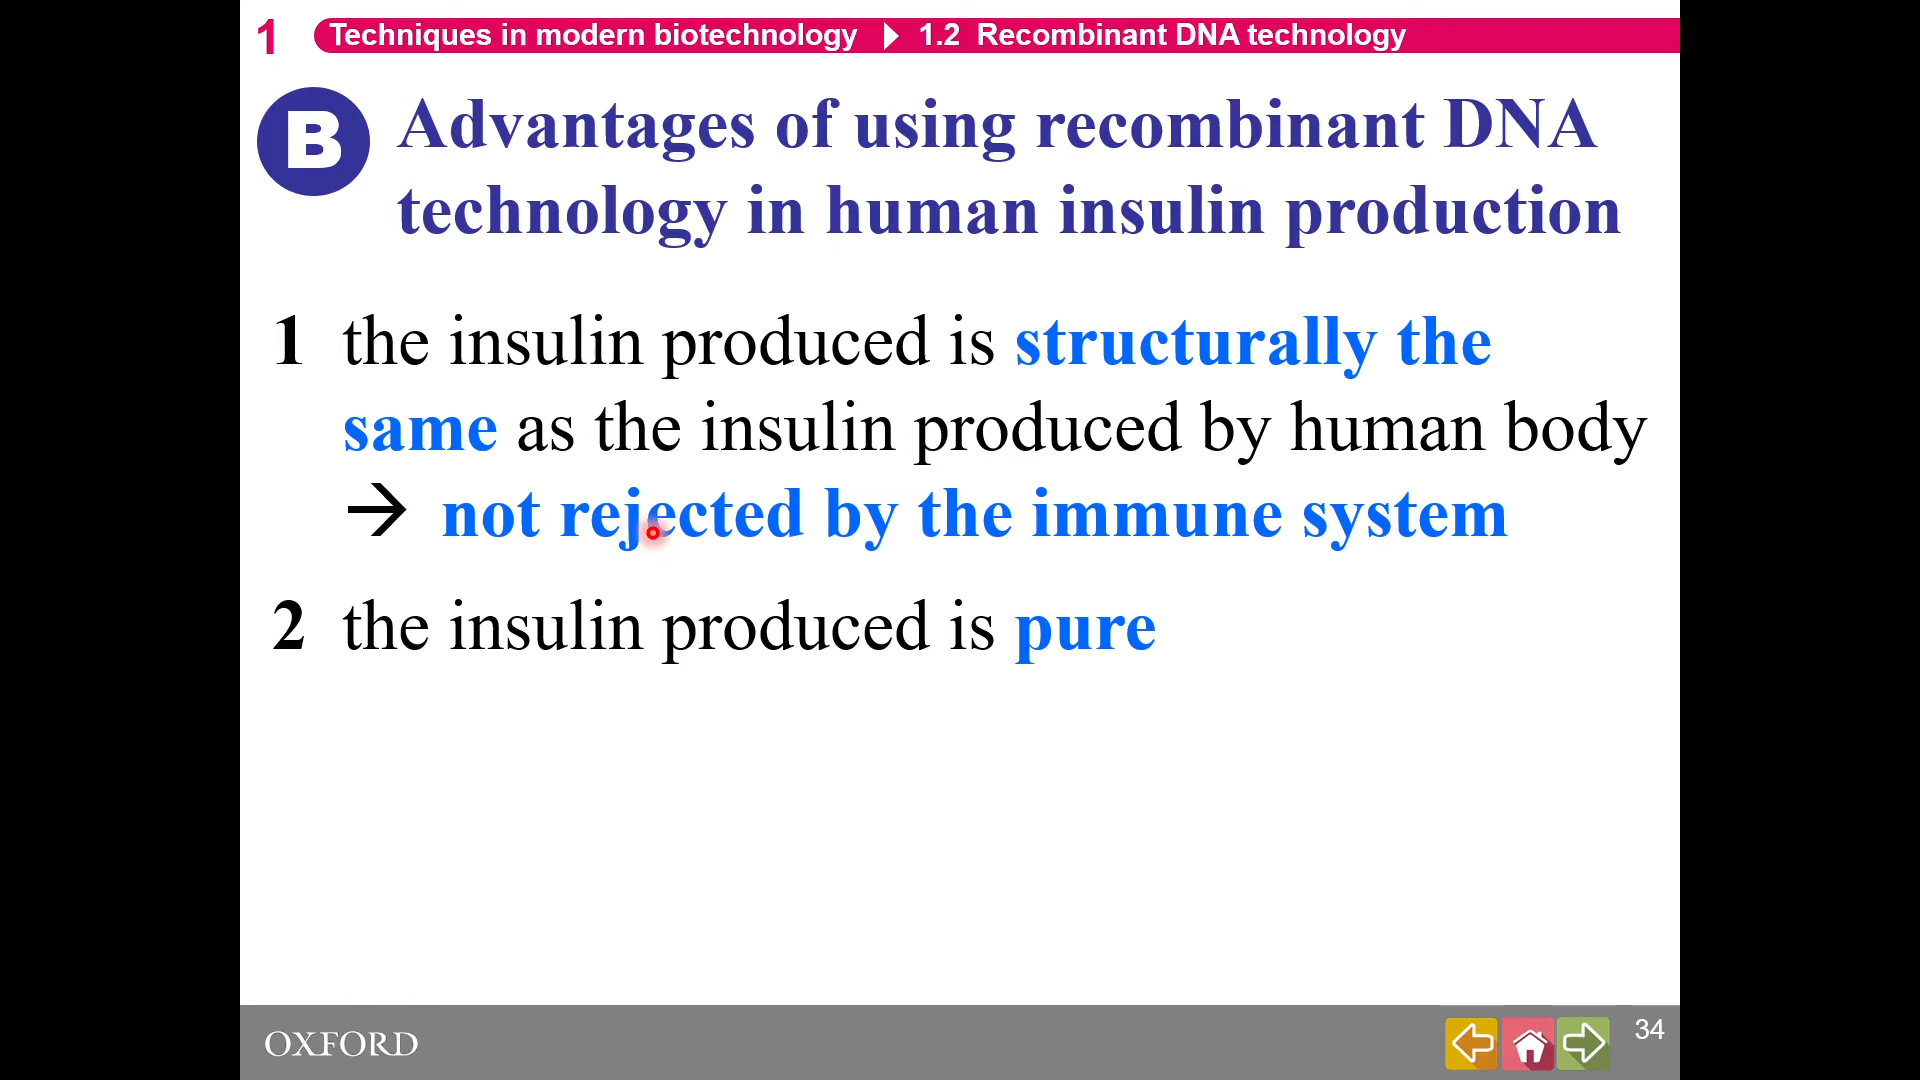 1 Techniques in modern biotechnology 1.2 Recombinant DNA technology
B Advantages of using recombinant DNA
technology in human insulin production
1 the insulin produced is structurally the
same as the insulin produced by human body
→ not rejected by the immune system
2 the insulin produced is pure
OXFORD
34